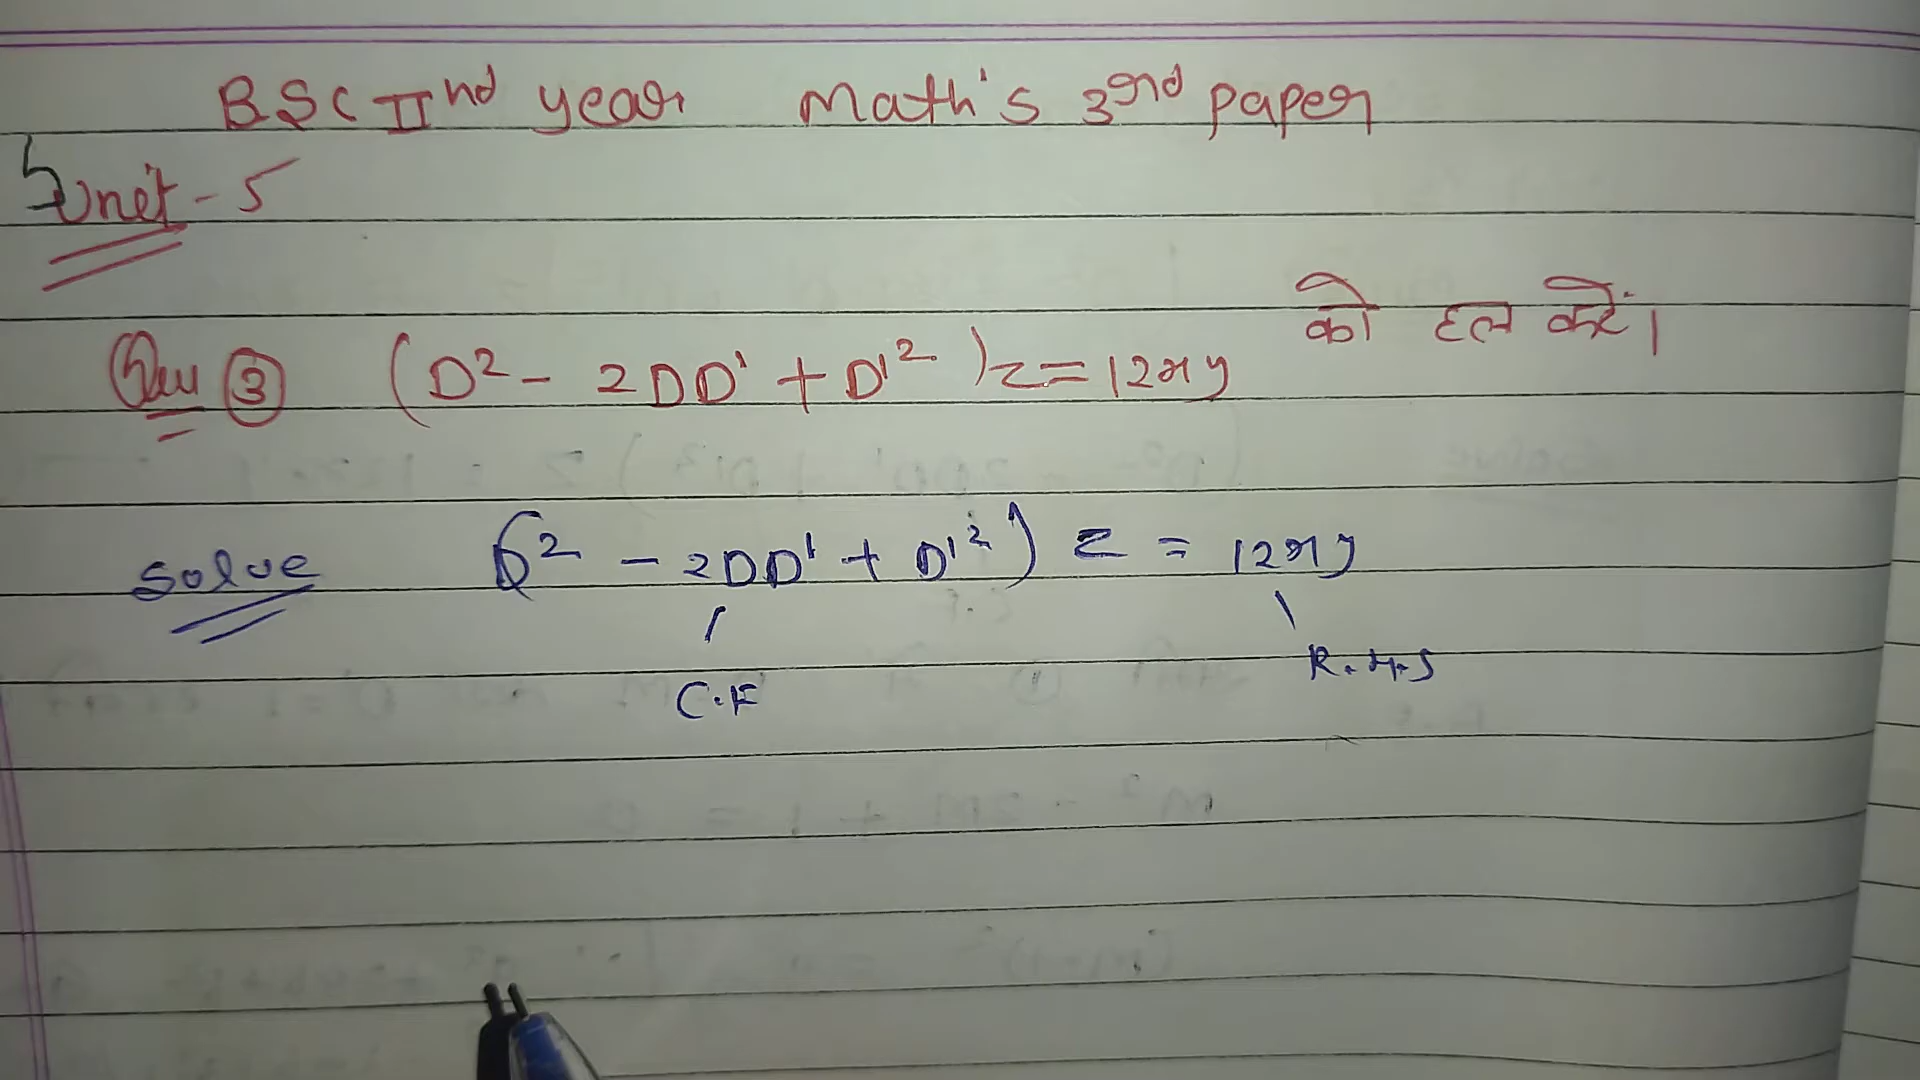 BSC IInd year Math's 3rd paper
Unit - 5
Que ③ (D² - 2DD' + D'²) z = 12xy को हल करें।
Solve (D² - 2DD' + D'²) z = 12xy
C.F R.H.S